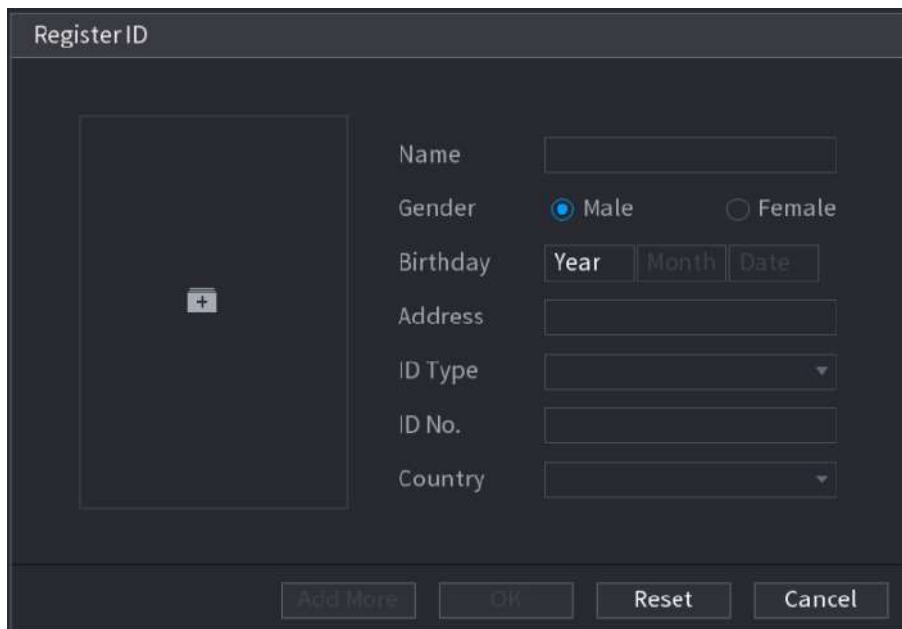 Register ID
Name
Gender Male Female
Birthday Year Month Date
Address
ID Type
ID No.
Country
Add More OK Reset Cancel